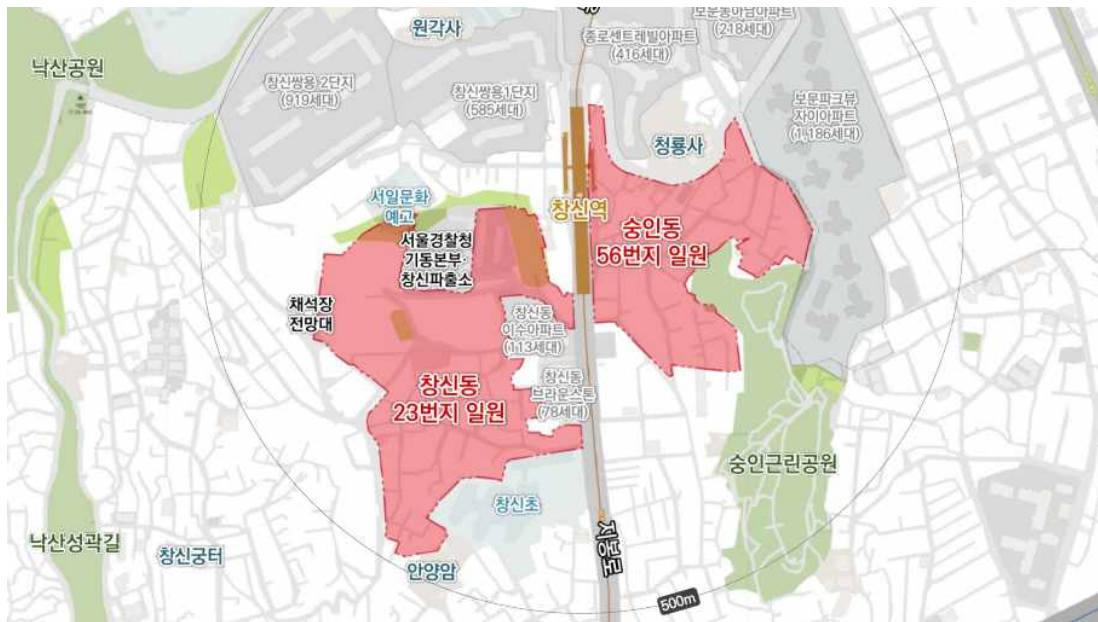 원각사
종로센트레빌아파트
(416세대)
보문동아남아파트
(218세대)
낙산공원
창신쌍용 2단지
(919세대)
창신쌍용1단지
(585세대)
보문파크뷰
자이아파트
(1,186세대)
청룡사
서일문화
예고
창신역
숭인동
56번지 일원
서울경찰청
기동본부·
창신파출소
채석장
전망대
창신동
이수아파트
(113세대)
창신동
23번지 일원
창신동
브라운스톤
(78세대)
숭인근린공원
창신초
지봉로
낙산성곽길
창신궁터
안양암
500m